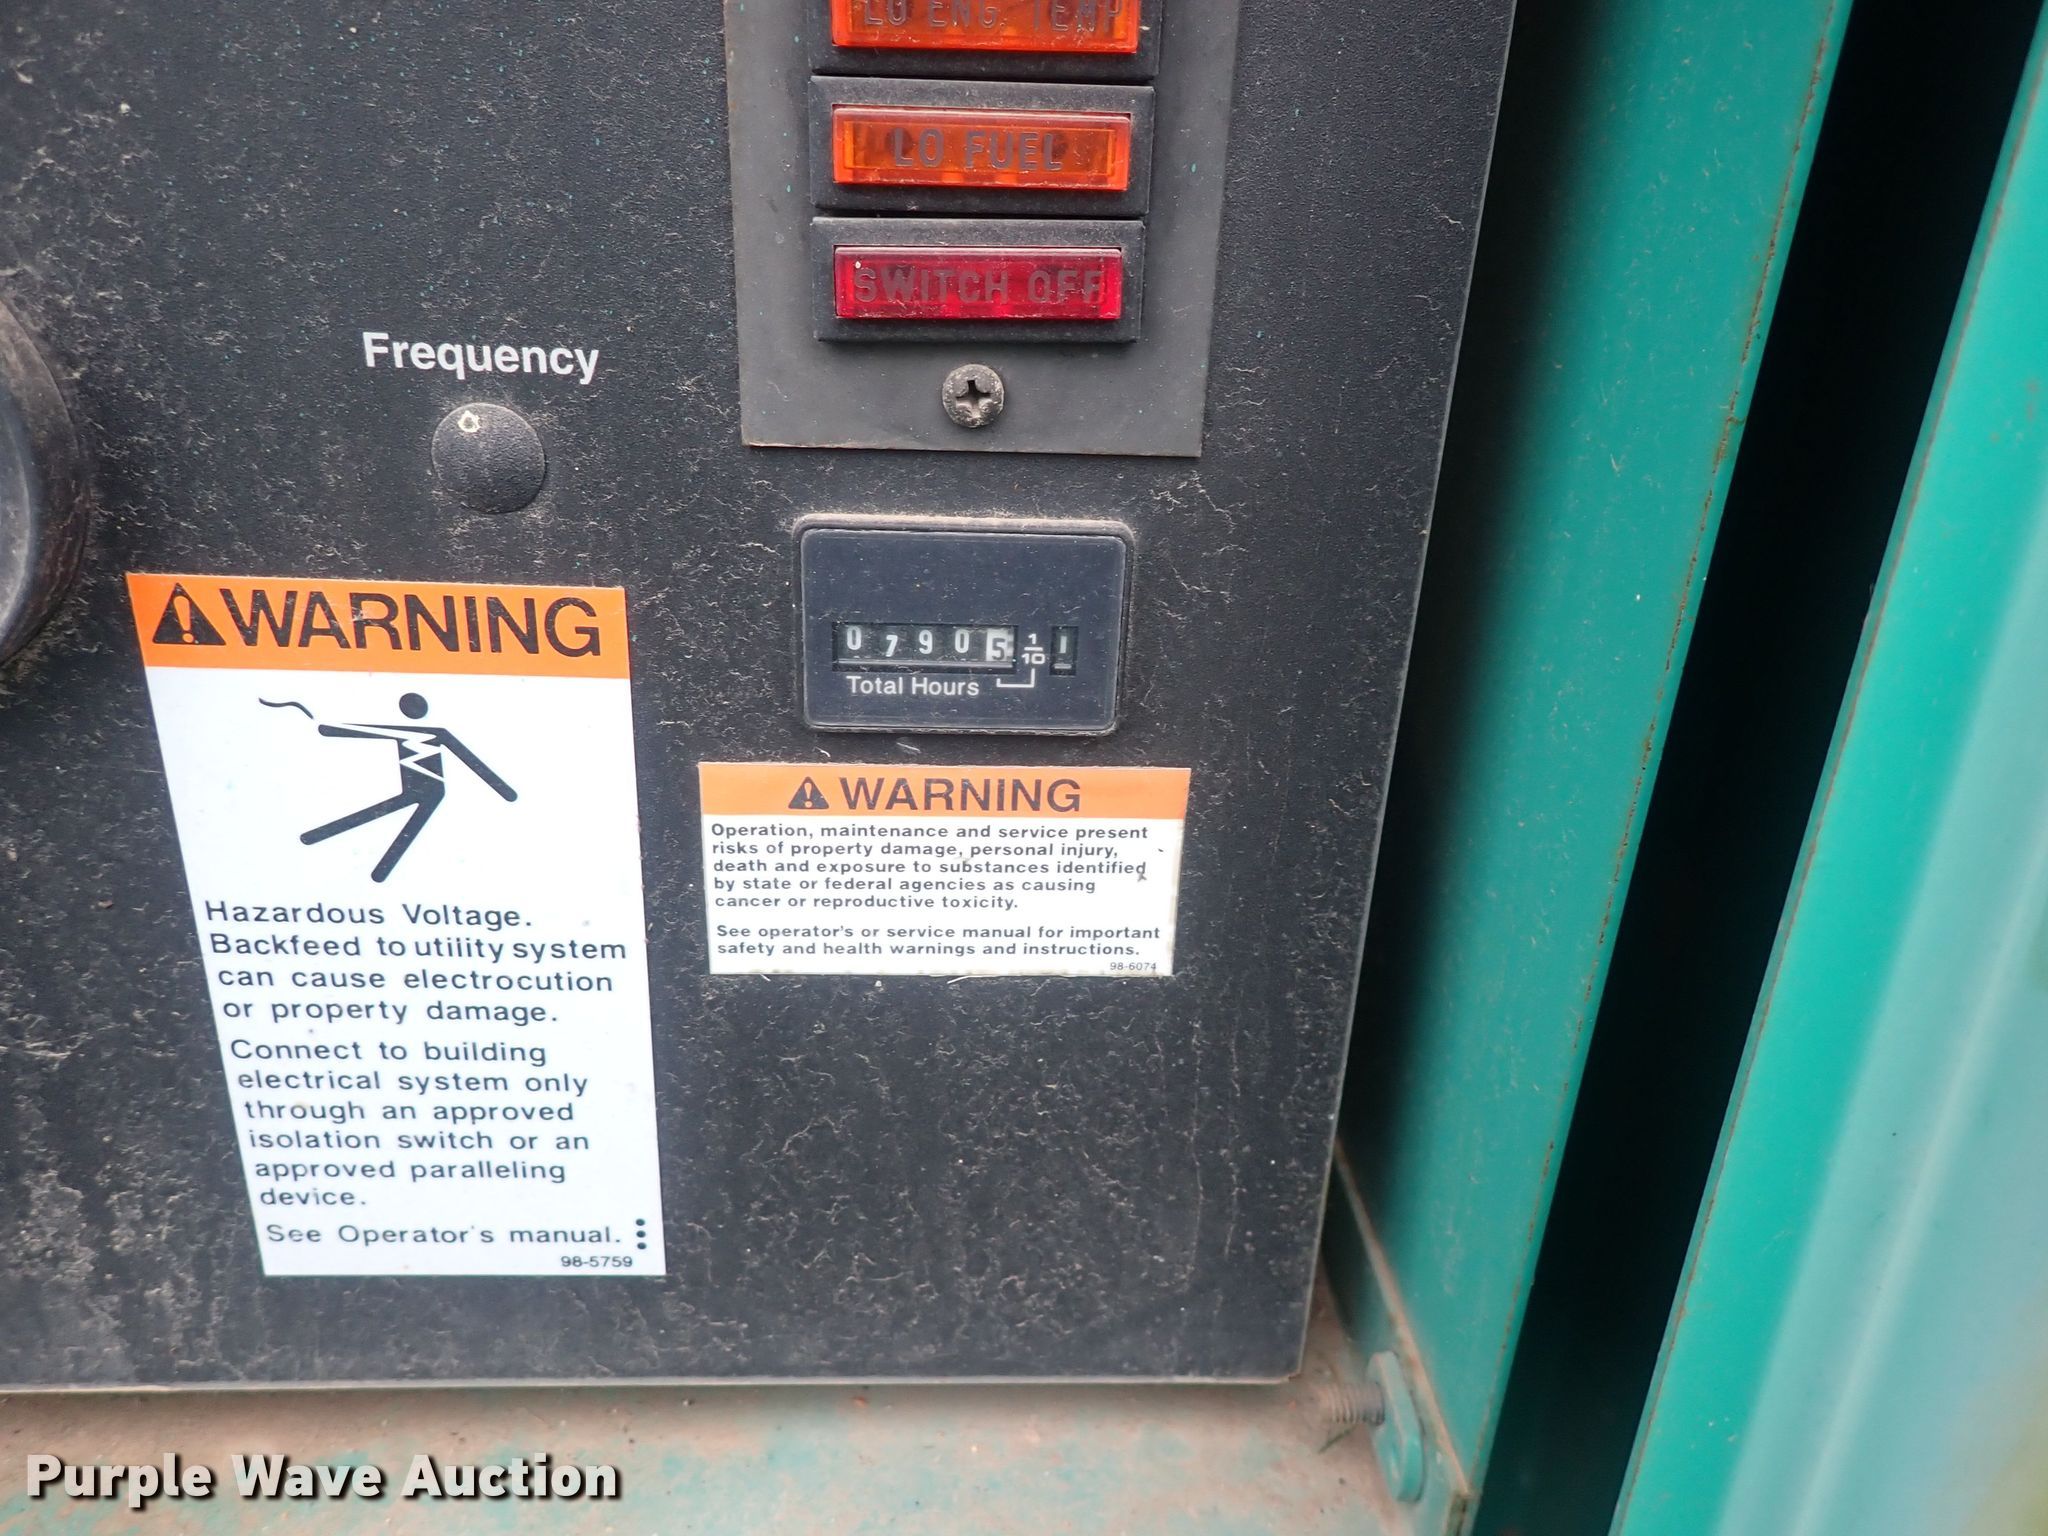 LO ENG TEMP
LO FUEL
SWITCH OFF
Frequency
07905 1/10 1
Total Hours
WARNING
Hazardous Voltage.
Backfeed to utility system
can cause electrocution
or property damage.
Connect to building
electrical system only
through an approved
isolation switch or an
approved paralleling
device.
See Operator's manual.
98-5759
WARNING
Operation, maintenance and service present
risks of property damage, personal injury,
death and exposure to substances identified
by state or federal agencies as causing
cancer or reproductive toxicity.
See operator's or service manual for important
safety and health warnings and instructions.
98-6074
Purple Wave Auction